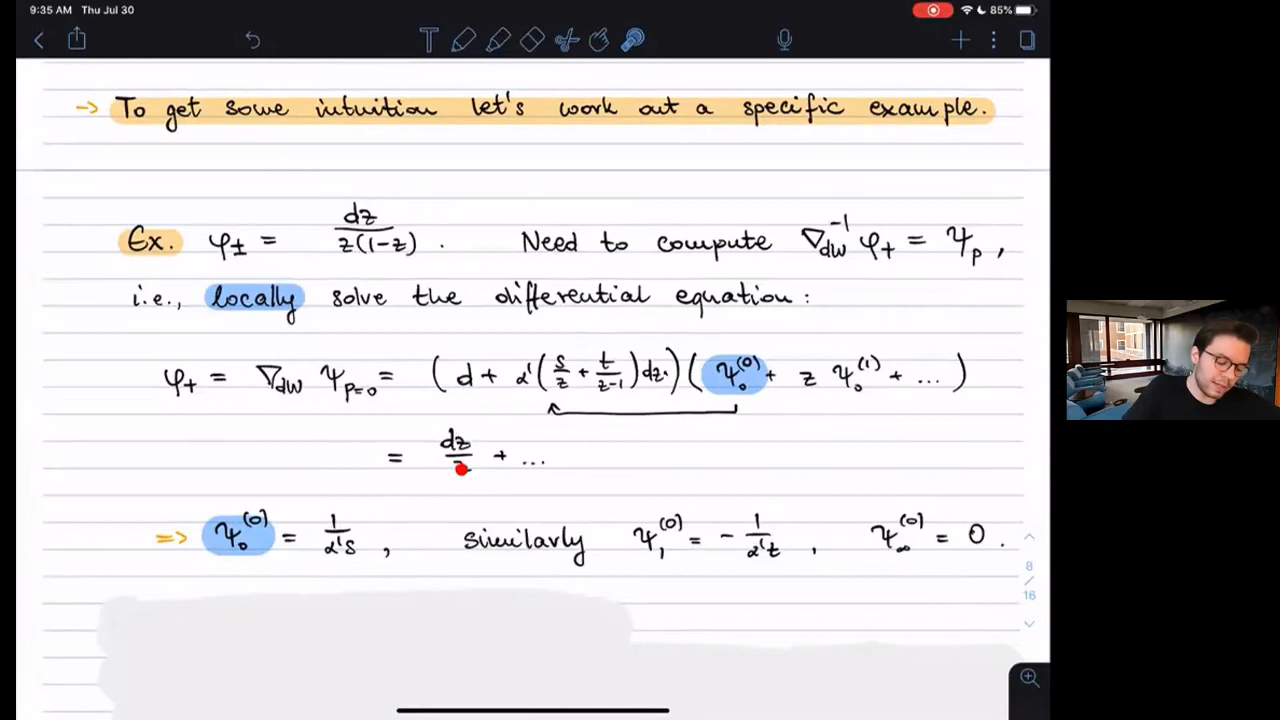 9:35 AM Thu Jul 30
85%
→ To get some intuition let's work out a specific example.
Ex. φ± = dz / z(1-z) . Need to compute ∇dw⁻¹ φ+ = Ψp ,
i.e., locally solve the differential equation :
φ+ = ∇dw Ψp=0 = ( d + α'( s/z + t/(z-1) ) dz∧ ) ( Ψ0^(0) + z Ψ0^(1) + ... )
= dz/z + ...
⇒ Ψ0^(0) = 1/α's , similarly Ψ1^(0) = - 1/α't , Ψ∞^(0) = 0 .
8
/
16